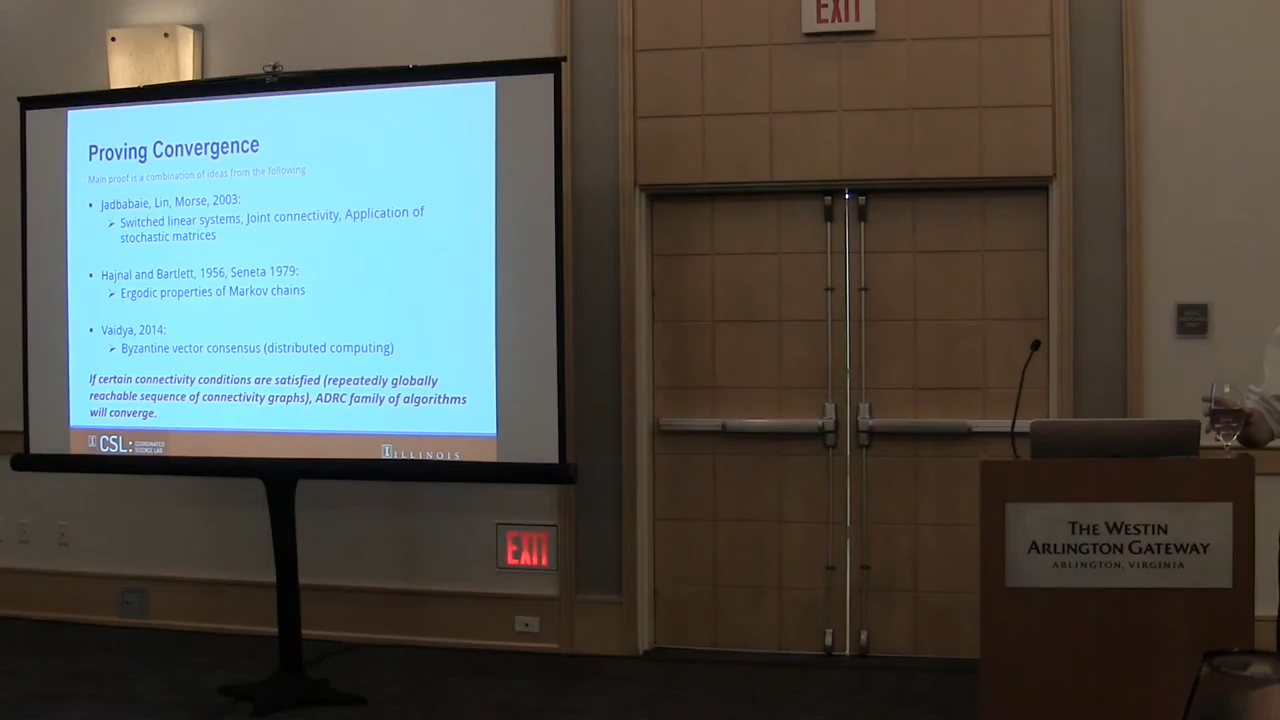 EXIT
Proving Convergence
Main proof is a combination of ideas from the following
▪ Jadbabaie, Lin, Morse, 2003:
➢ Switched linear systems, Joint connectivity, Application of
stochastic matrices
▪ Hajnal and Bartlett, 1956, Seneta 1979:
➢ Ergodic properties of Markov chains
▪ Vaidya, 2014:
➢ Byzantine vector consensus (distributed computing)
If certain connectivity conditions are satisfied (repeatedly globally
reachable sequence of connectivity graphs), ADRC family of algorithms
will converge.
I CSL: COORDINATED
SCIENCE LAB
I ILLINOIS
EXIT
THE WESTIN
ARLINGTON GATEWAY
ARLINGTON, VIRGINIA